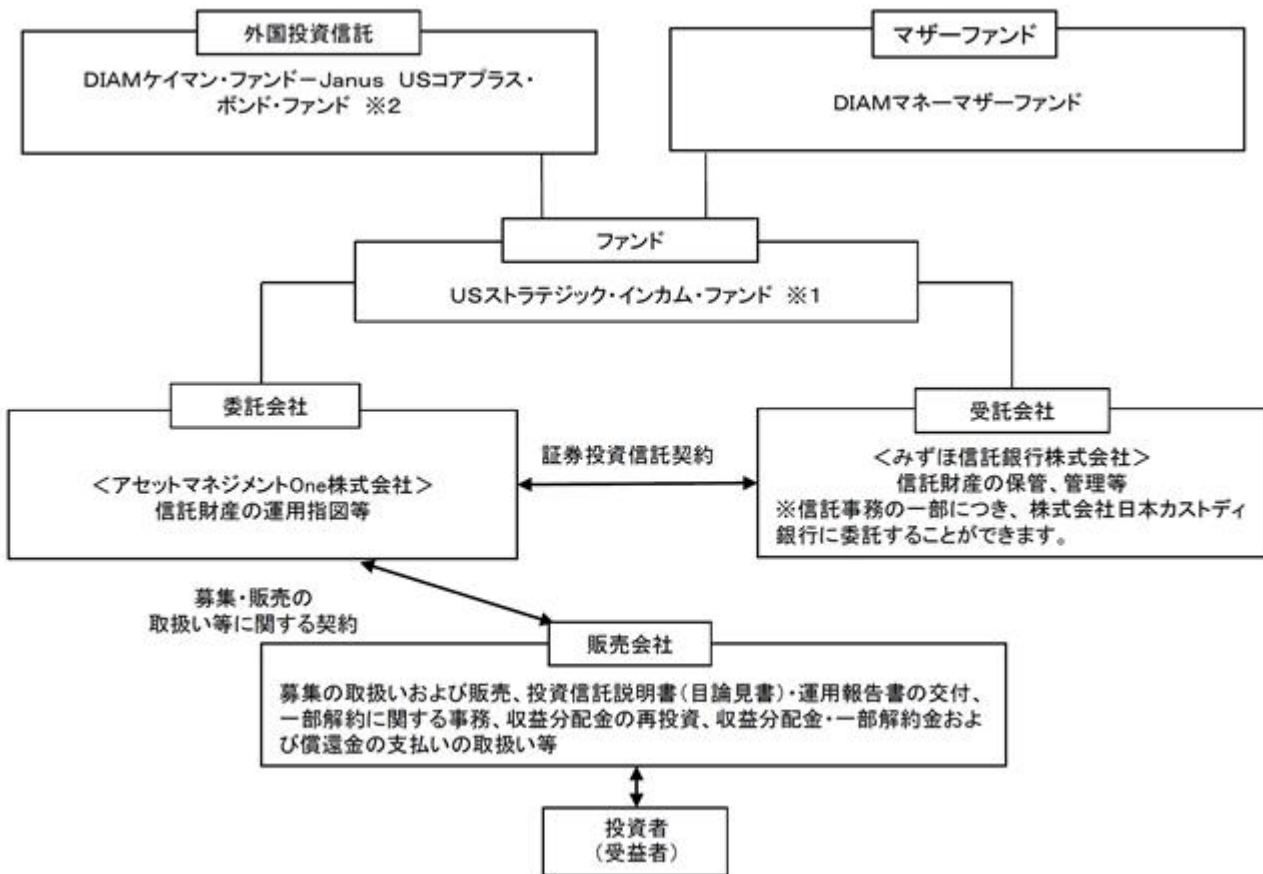 外国投資信託
DIAMケイマン・ファンド－Janus　USコアプラス・
ボンド・ファンド　※2
マザーファンド
DIAMマネーマザーファンド
ファンド
USストラテジック・インカム・ファンド　※1
委託会社
＜アセットマネジメントOne株式会社＞
信託財産の運用指図等
証券投資信託契約
受託会社
＜みずほ信託銀行株式会社＞
信託財産の保管、管理等
※信託事務の一部につき、株式会社日本カストディ
銀行に委託することができます。
募集・販売の
取扱い等に関する契約
販売会社
募集の取扱いおよび販売、投資信託説明書（目論見書）・運用報告書の交付、
一部解約に関する事務、収益分配金の再投資、収益分配金・一部解約金およ
び償還金の支払いの取扱い等
投資者
（受益者）